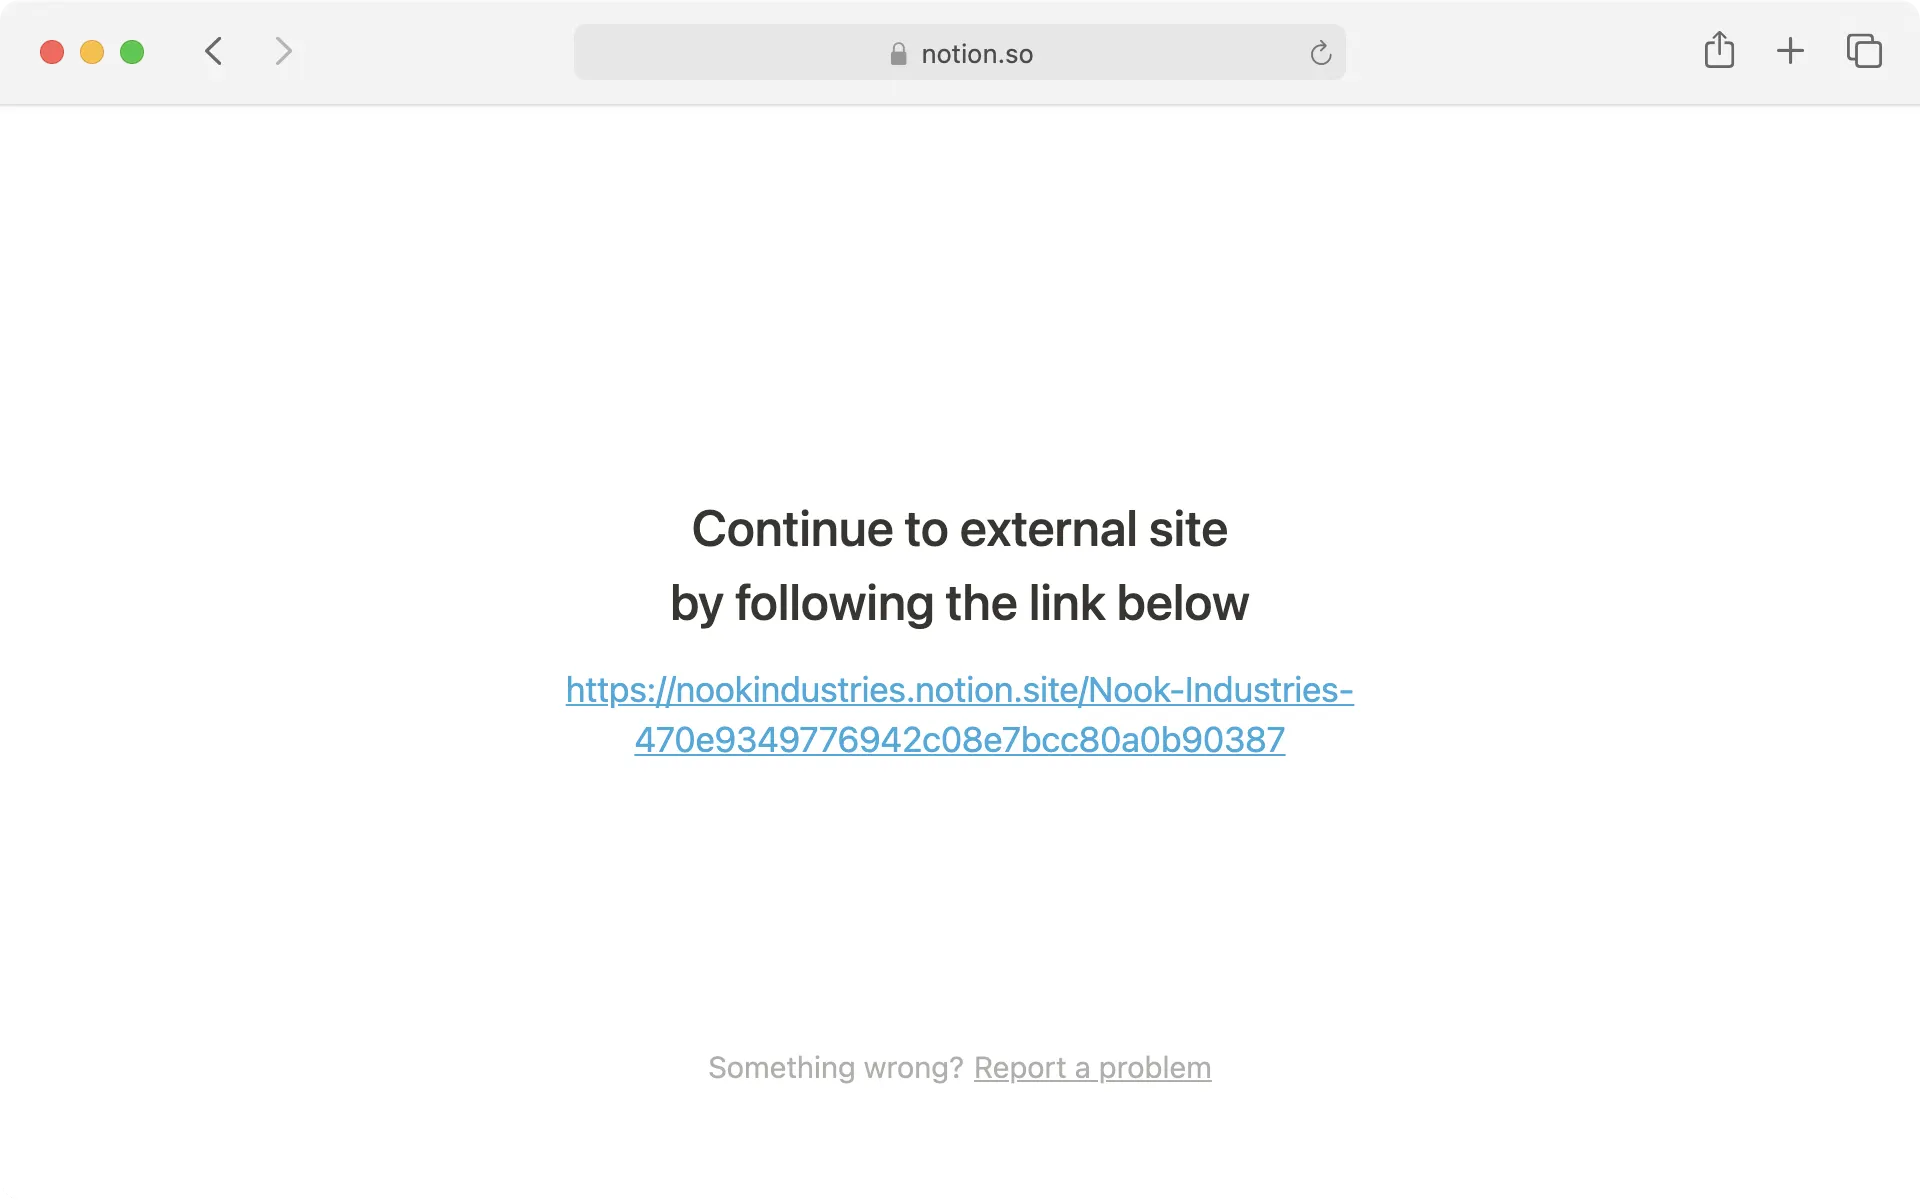 notion.so
Continue to external site
by following the link below
https://nookindustries.notion.site/Nook-Industries-
470e9349776942c08e7bcc80a0b90387
Something wrong? Report a problem